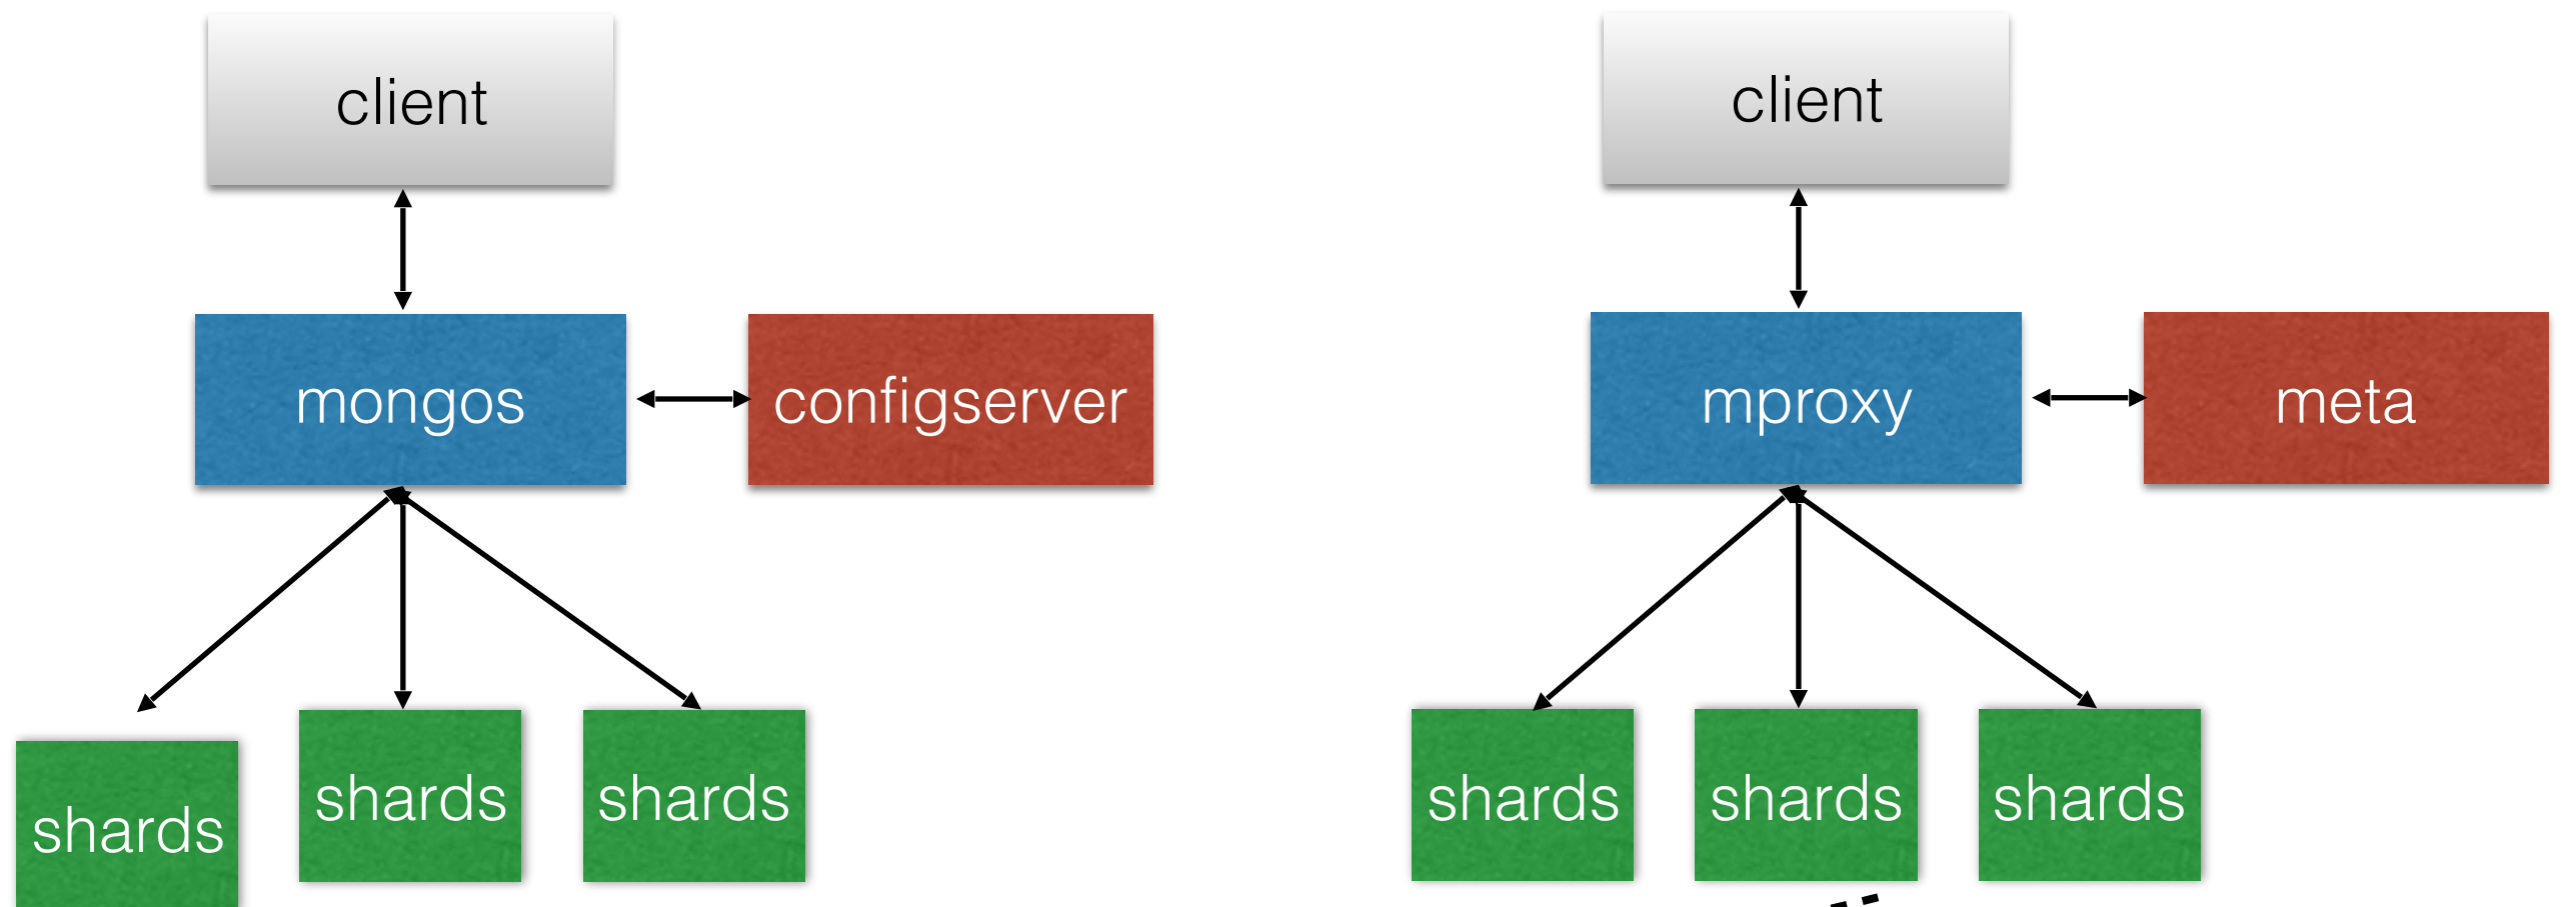 client
mongos
configserver
shards
shards
shards
client
mproxy
meta
shards
shards
shards